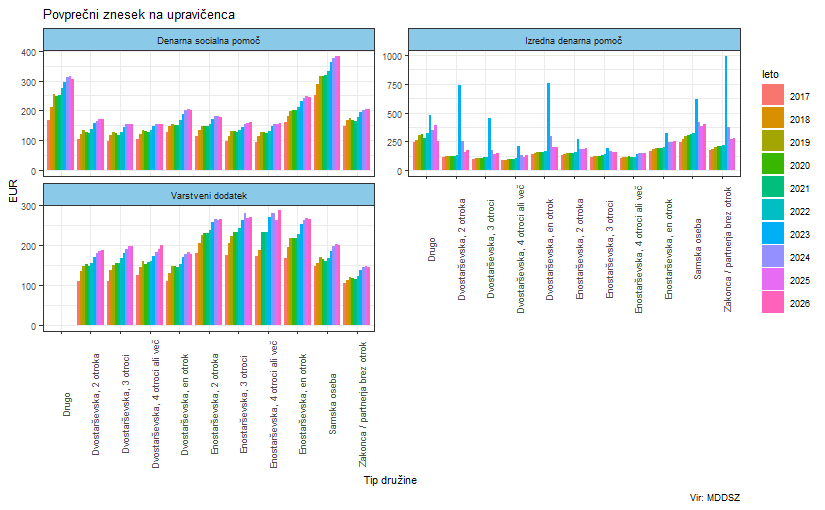 Povprečni znesek na upravičenca
Denarna socialna pomoč
Izredna denarna pomoč
400
300
200
100
0
1000
750
500
250
0
Varstveni dodatek
300
200
100
0
EUR
Drugo
Dvostarševska, 2 otroka
Dvostarševska, 3 otroci
Dvostarševska, 4 otroci ali več
Dvostarševska, en otrok
Enostarševska, 2 otroka
Enostarševska, 3 otroci
Enostarševska, 4 otroci ali več
Enostarševska, en otrok
Samska oseba
Zakonca / partnerja brez otrok
Drugo
Dvostarševska, 2 otroka
Dvostarševska, 3 otroci
Dvostarševska, 4 otroci ali več
Dvostarševska, en otrok
Enostarševska, 2 otroka
Enostarševska, 3 otroci
Enostarševska, 4 otroci ali več
Enostarševska, en otrok
Samska oseba
Zakonca / partnerja brez otrok
Tip družine
leto
2017
2018
2019
2020
2021
2022
2023
2024
2025
2026
Vir: MDDSZ